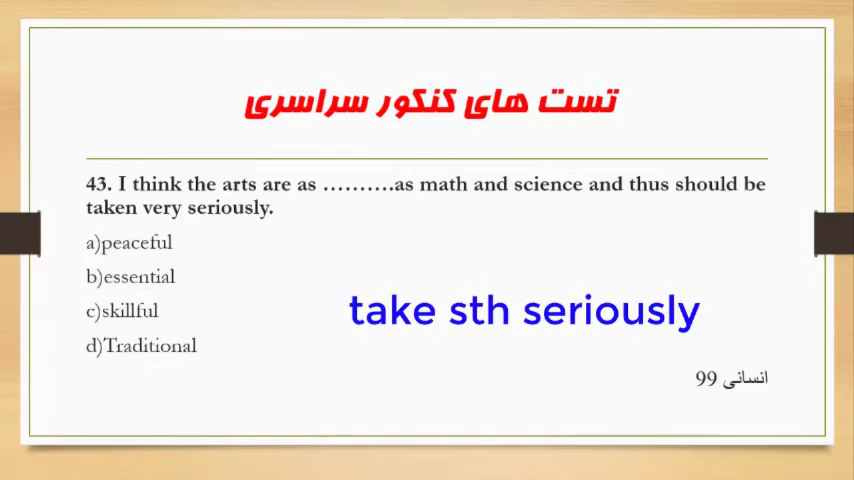 تست های کنکور سراسری
43. I think the arts are as ……….as math and science and thus should be
taken very seriously.
a)peaceful
b)essential
c)skillful
d)Traditional
take sth seriously
انسانی 99